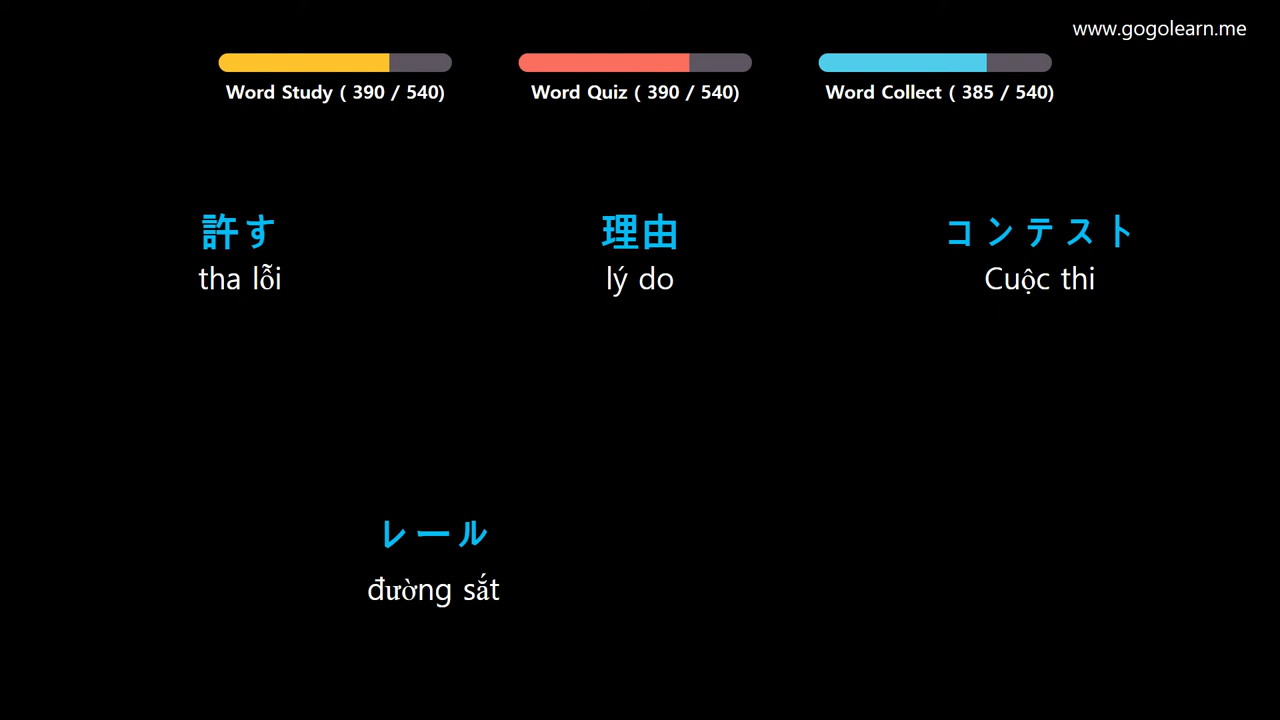 www.gogolearn.me
Word Study ( 390 / 540)
Word Quiz ( 390 / 540)
Word Collect ( 385 / 540)
許す
tha lỗi
理由
lý do
コンテスト
Cuộc thi
レール
đường sắt